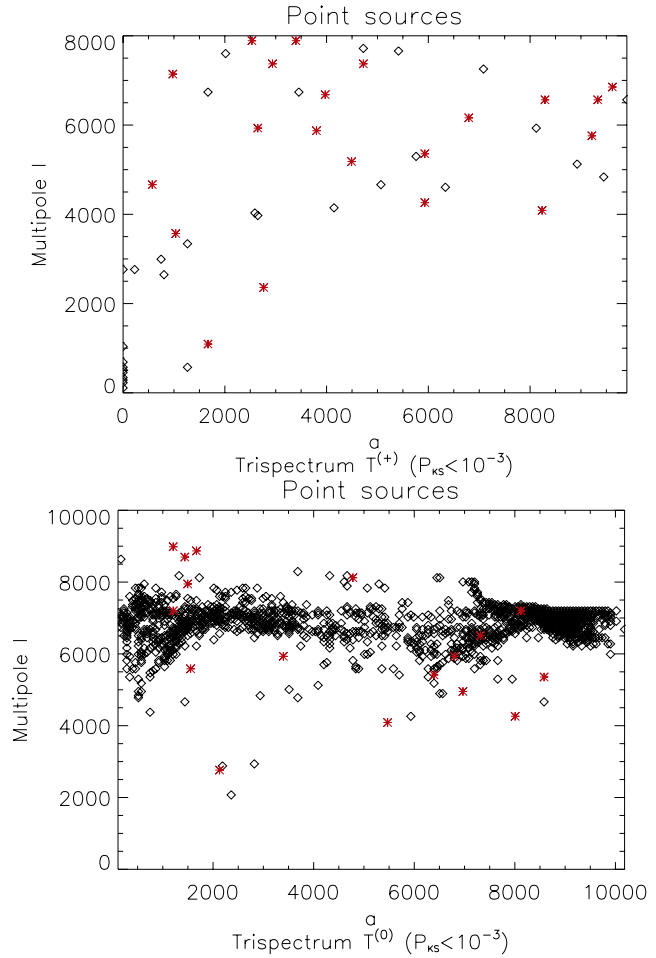 Point sources
8000
6000
4000
2000
0
Multipole l
0 2000 4000 6000 8000
a
Trispectrum T(+) (PKS<10-3)
Point sources
10000
8000
6000
4000
2000
0
Multipole l
2000 4000 6000 8000 10000
a
Trispectrum T(0) (PKS<10-3)